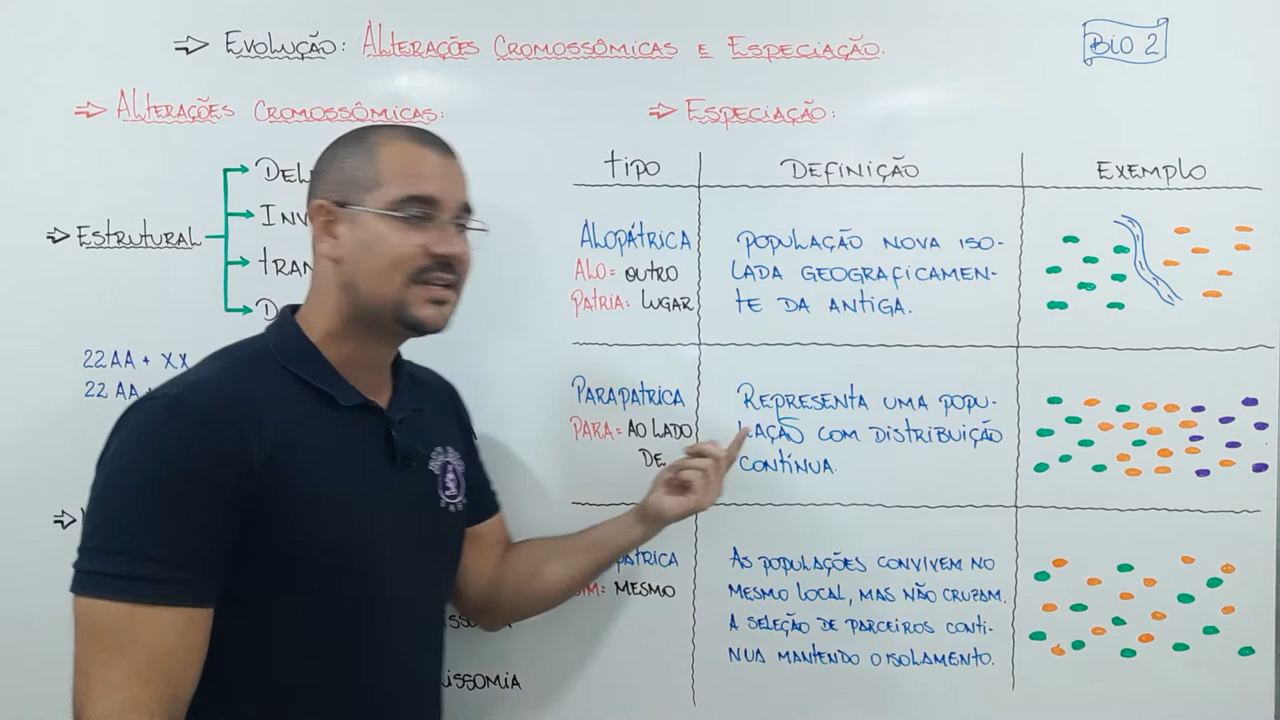 ⇒ Evolução: Alterações Cromossômicas e Especiação.
BIO 2
⇒ Alterações Cromossômicas:
⇒ Estrutural
22AA + XX
22 AA
⇒ Especiação:
Tipo Definição Exemplo
Alopátrica
Alo= outro
Patria= lugar
População nova iso-
lada geograficamen-
te da antiga.
Parapatrica
Para= ao lado
de
Representa uma popu-
lação com distribuição
contínua.
mesmo
As populações convivem no
mesmo local, mas não cruzam.
A seleção de parceiros conti-
nua mantendo o isolamento.